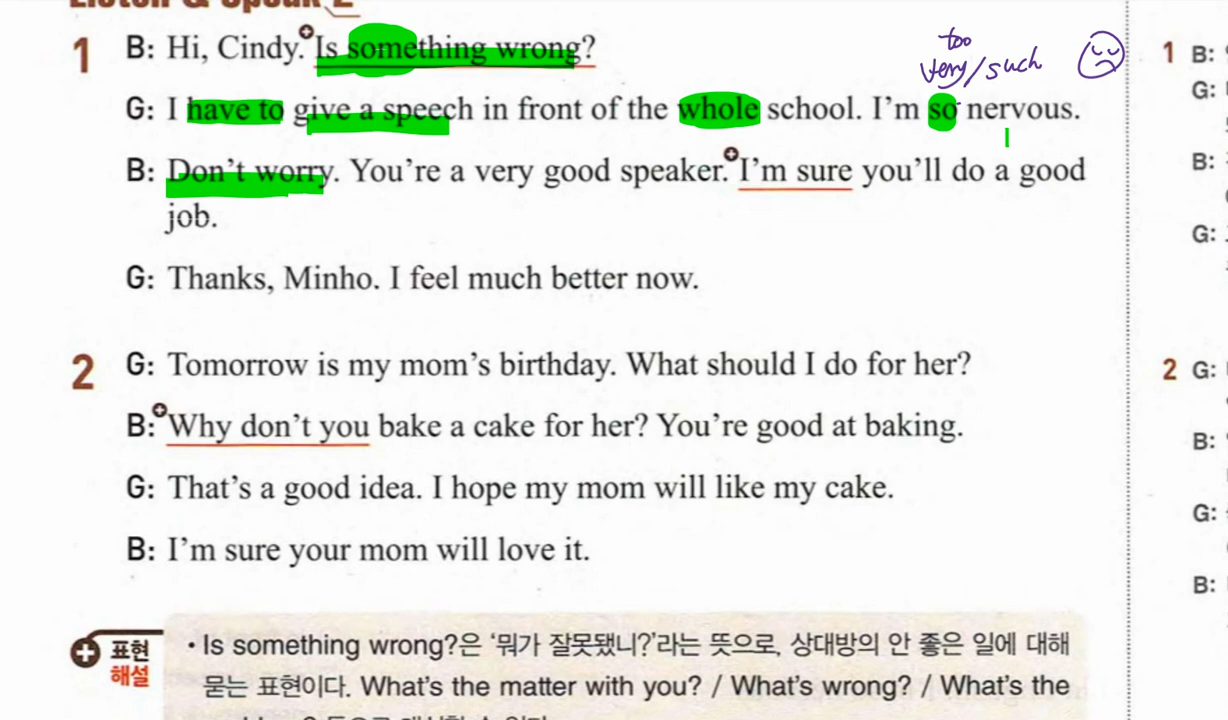 Listen & Speak 2
too
very/such
1 B: Hi, Cindy. Is something wrong?
G: I have to give a speech in front of the whole school. I'm so nervous.
B: Don't worry. You're a very good speaker. I'm sure you'll do a good
job.
G: Thanks, Minho. I feel much better now.
2 G: Tomorrow is my mom's birthday. What should I do for her?
B: Why don't you bake a cake for her? You're good at baking.
G: That's a good idea. I hope my mom will like my cake.
B: I'm sure your mom will love it.
표현
해설
• Is something wrong?은 '뭐가 잘못됐니?'라는 뜻으로, 상대방의 안 좋은 일에 대해
묻는 표현이다. What's the matter with you? / What's wrong? / What's the
1 B:
G:
B:
G:
2 G:
B:
G:
B: